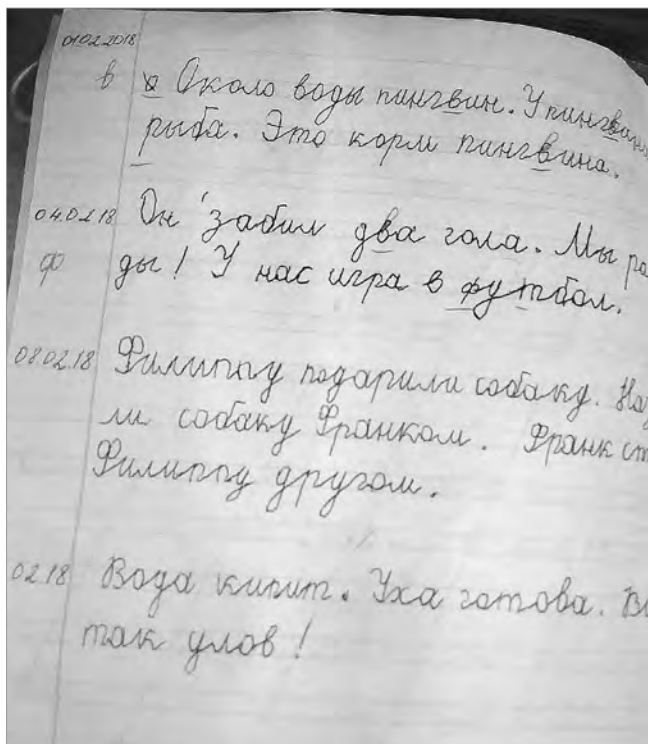 01.02.2018
в Около воды пингвин. У пингвина
рыба. Это корм пингвина.
04.02.18 Он забил два гола. Мы ра
ф ды! У нас игра в футбол.
08.02.18 Филиппу подарили собаку. Наз
ли собаку Франком. Франк ст
Филиппу другом.
02.18 Вода кипит. Уха готова. Во
так улов!